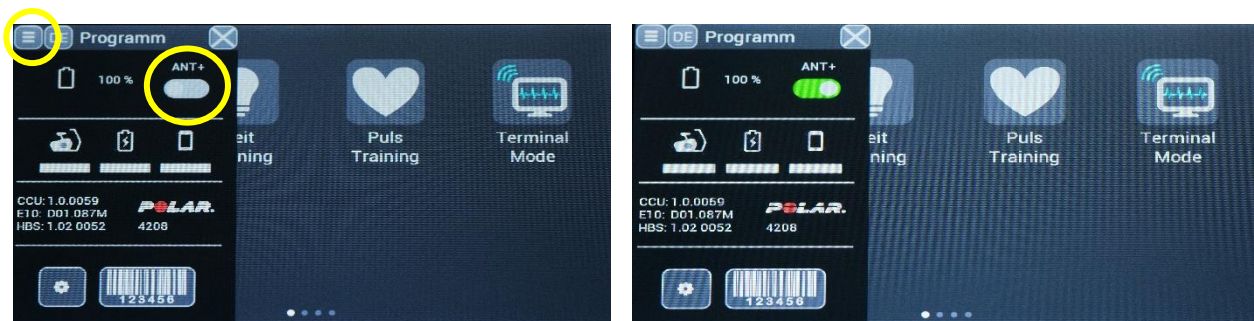 DE Programm
ANT+
100 %
eit
ning
Puls
Training
Terminal
Mode
CCU: 1.0.0059
E10: D01.087M
HBS: 1.02 0052
POLAR.
4208
123456
DE Programm
ANT+
100 %
eit
ning
Puls
Training
Terminal
Mode
CCU: 1.0.0059
E10: D01.087M
HBS: 1.02 0052
POLAR.
4208
123456